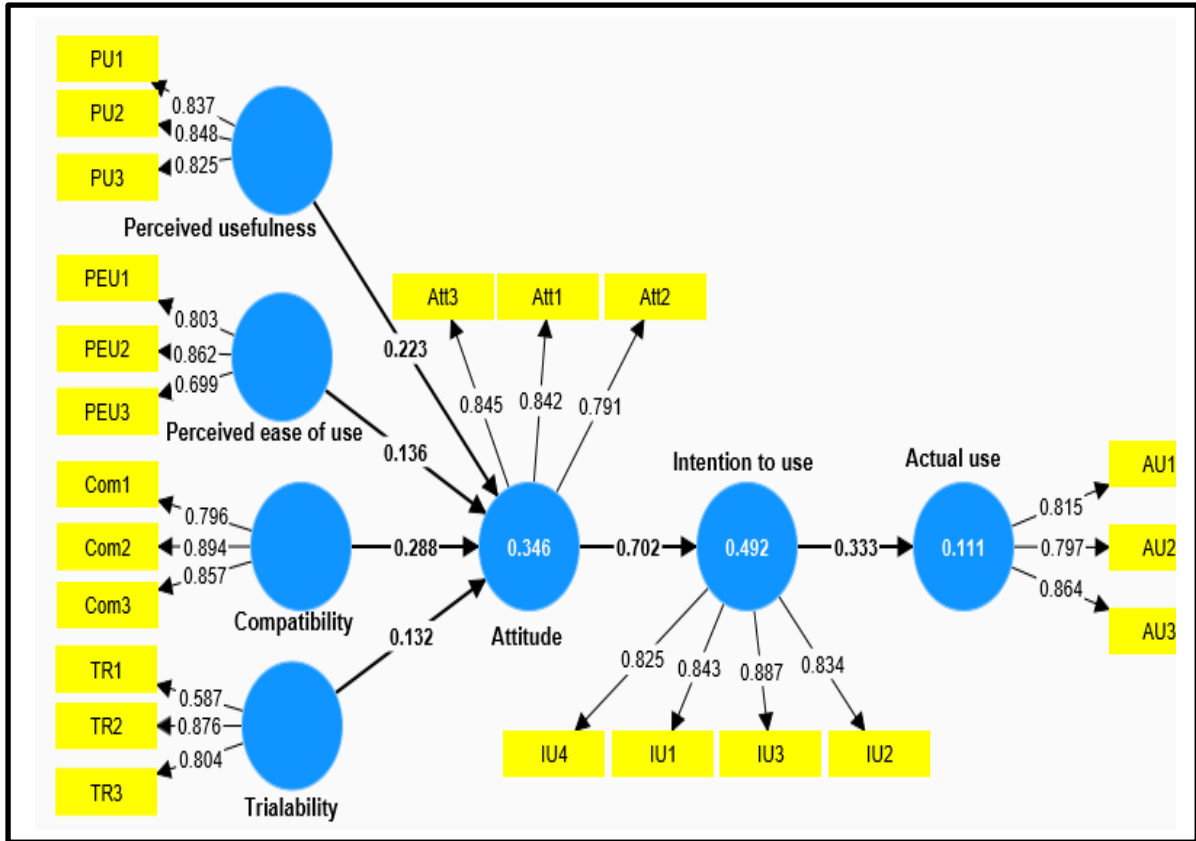 PU1
0.837
PU2
0.848
PU3
0.825
Perceived usefulness
PEU1
0.803
PEU2
0.862
PEU3
0.699
Perceived ease of use
Com1
0.796
Com2
0.894
Com3
0.857
Compatibility
TR1
0.587
TR2
0.876
TR3
0.804
Trialability
0.223
0.136
0.288
0.132
Att3
Att1
Att2
0.845
0.842
0.791
0.346
Attitude
0.702
Intention to use
0.492
0.825
0.843
0.887
0.834
IU4
IU1
IU3
IU2
0.333
Actual use
0.111
0.815
AU1
0.797
AU2
0.864
AU3